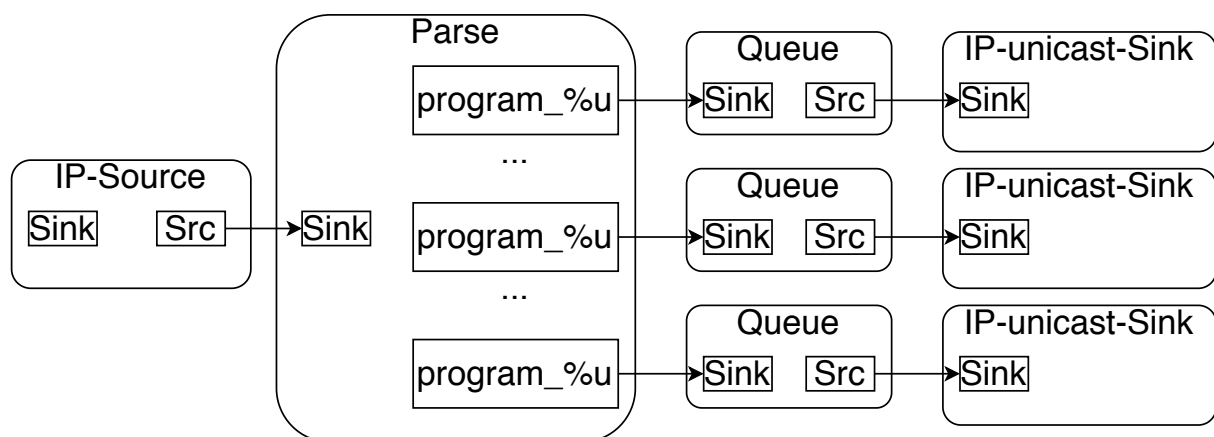 Parse
Queue
IP-unicast-Sink
program_%u
Sink
Src
Sink
...
IP-Source
Queue
IP-unicast-Sink
Sink
Src
Sink
program_%u
Sink
Src
Sink
...
Queue
IP-unicast-Sink
program_%u
Sink
Src
Sink